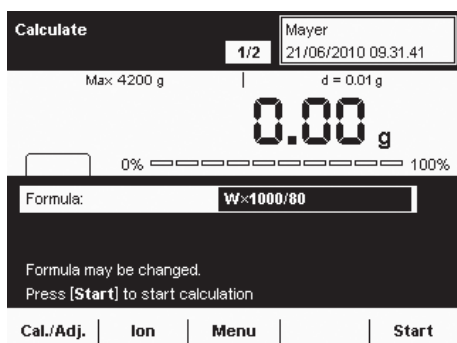 Calculate
1/2
Mayer
21/06/2010 09.31.41
Max 4200 g
d = 0.01 g
0.00 g
0%
100%
Formula:
W×1000/80
Formula may be changed.
Press [Start] to start calculation
Cal./Adj.
Ion
Menu
Start